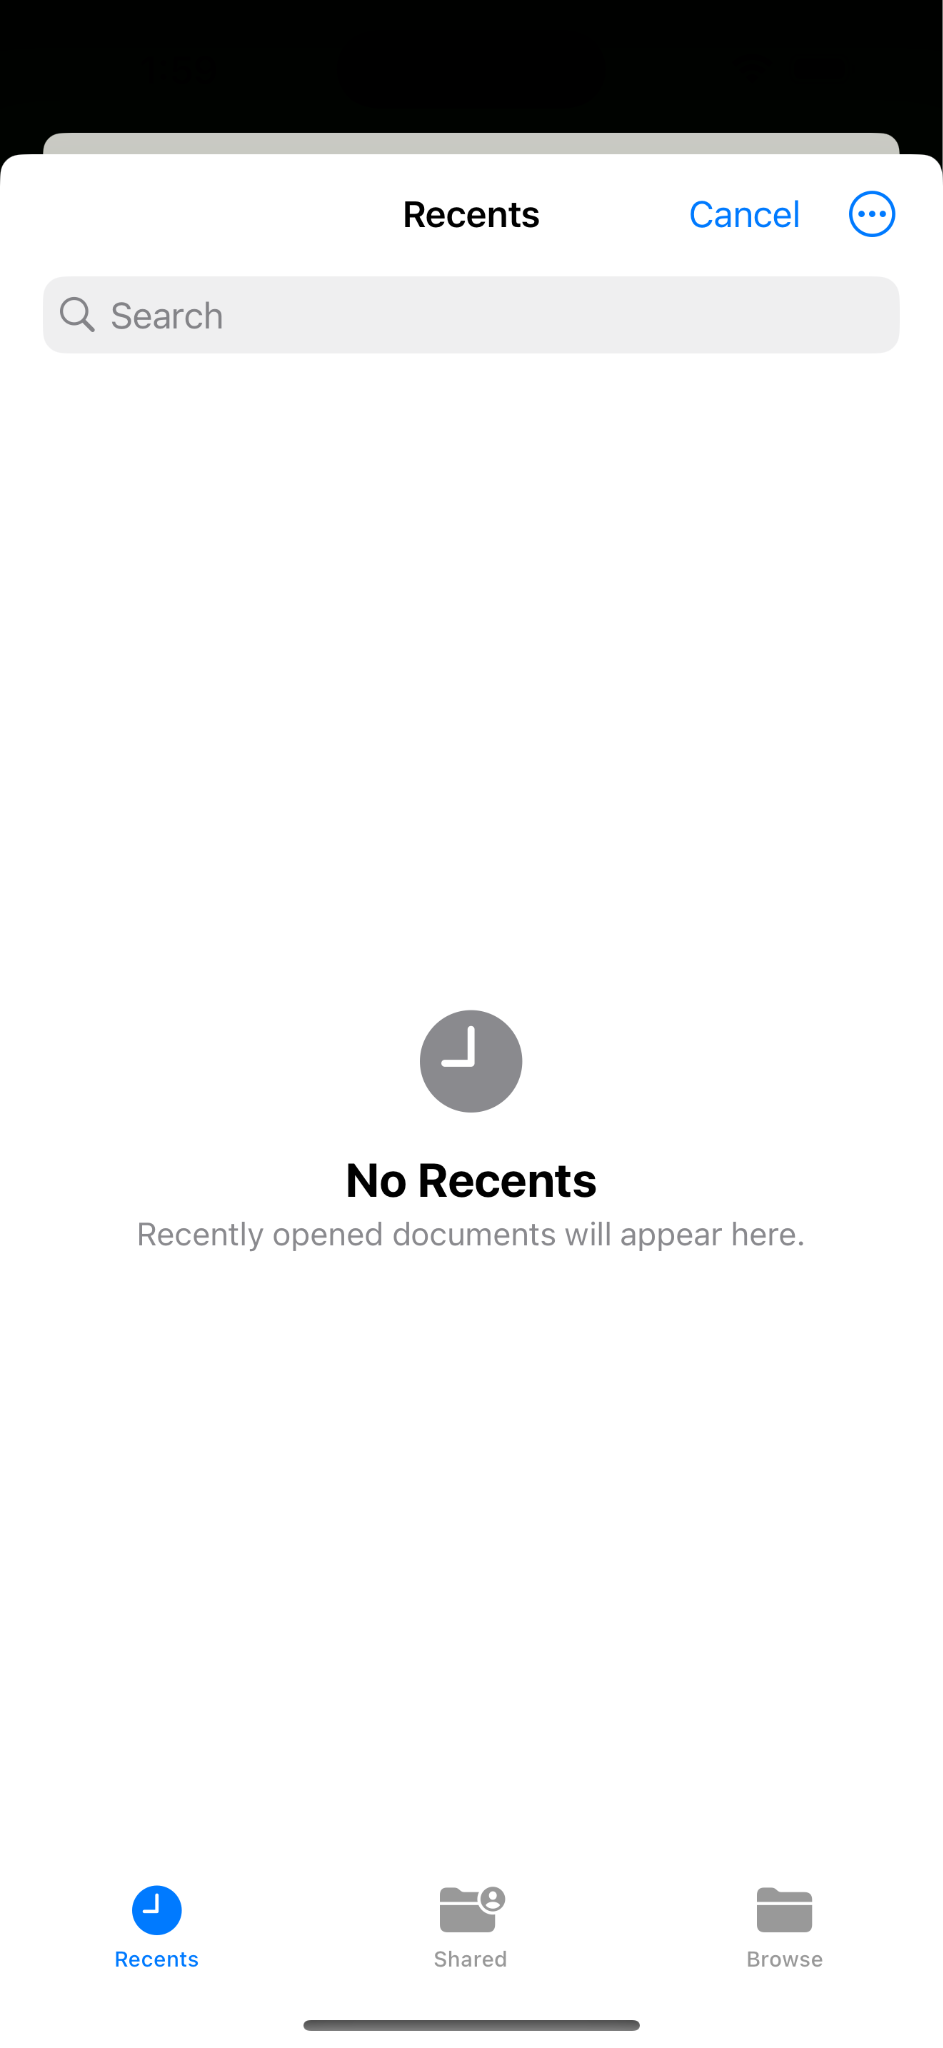 Recents
Cancel
Search
No Recents
Recently opened documents will appear here.
Recents
Shared
Browse